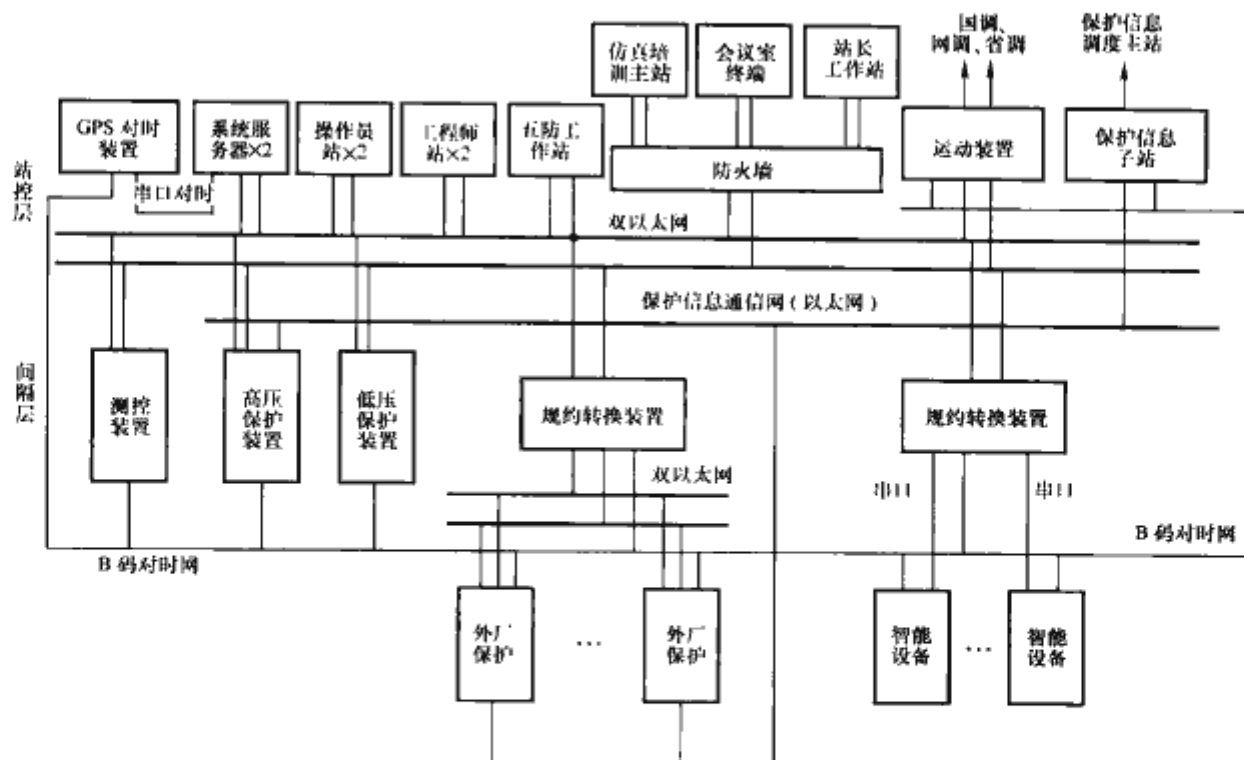 国调、
网调、省调
保护信息
调度主站
仿真培
训主站
会议室
终端
站长
工作站
GPS 对时
装置
系统服
务器×2
操作员
站×2
工程师
站×2
五防工
作站
防火墙
运动装置
保护信息
子站
站控层
串口对时
双以太网
保护信息通信网（以太网）
间隔层
测控
装置
高压
保护
装置
低压
保护
装置
规约转换装置
规约转换装置
双以太网
串口
串口
B 码对时网
B 码对时网
外厂
保护
…
外厂
保护
智能
设备
…
智能
设备